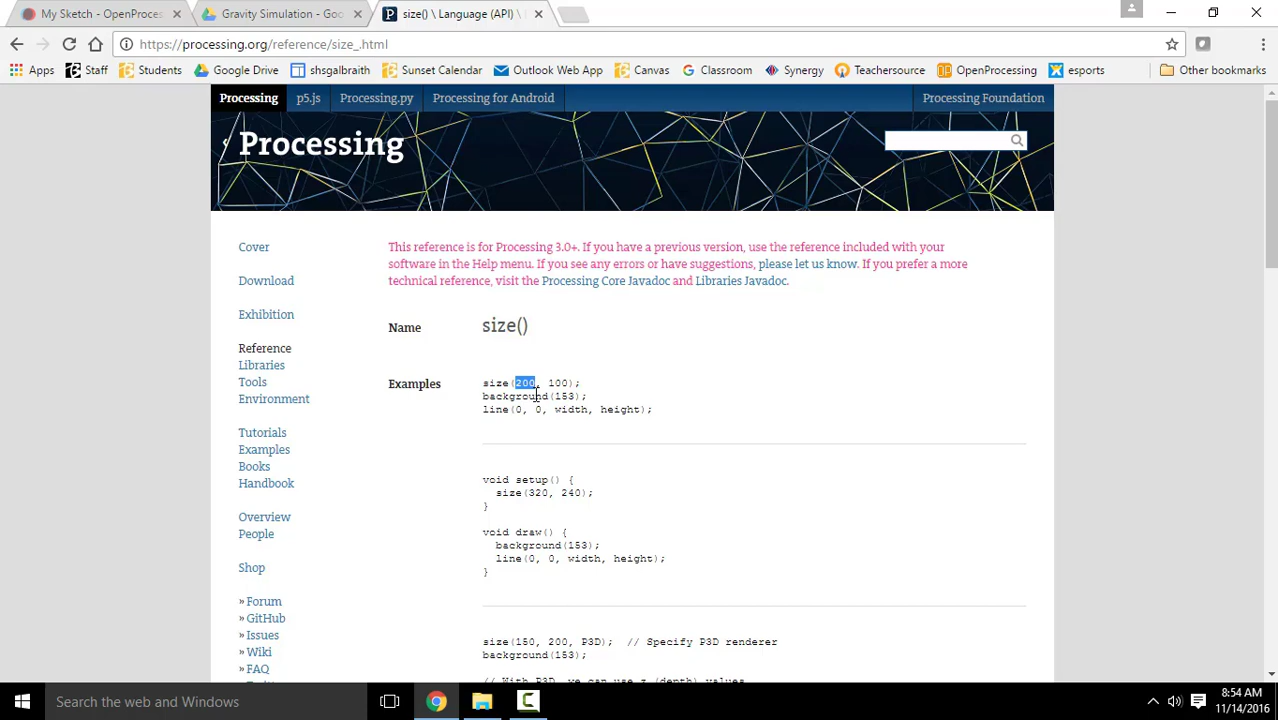 My Sketch - OpenProces
Gravity Simulation - Goo
size() \ Language (API) \
https://processing.org/reference/size_.html
Apps Staff Students Google Drive shsgalbraith Sunset Calendar Outlook Web App Canvas Classroom Synergy Teachersource OpenProcessing esports Other bookmarks
Processing p5.js Processing.py Processing for Android Processing Foundation
Processing
Cover
Download
Exhibition
Reference
Libraries
Tools
Environment
Tutorials
Examples
Books
Handbook
Overview
People
Shop
» Forum
» GitHub
» Issues
» Wiki
» FAQ
This reference is for Processing 3.0+. If you have a previous version, use the reference included with your
software in the Help menu. If you see any errors or have suggestions, please let us know. If you prefer a more
technical reference, visit the Processing Core Javadoc and Libraries Javadoc.
Name size()
Examples
size(200, 100);
background(153);
line(0, 0, width, height);
void setup() {
size(320, 240);
}
void draw() {
background(153);
line(0, 0, width, height);
}
size(150, 200, P3D); // Specify P3D renderer
background(153);
// With P3D, we can use z (depth) values
Search the web and Windows
8:54 AM
11/14/2016